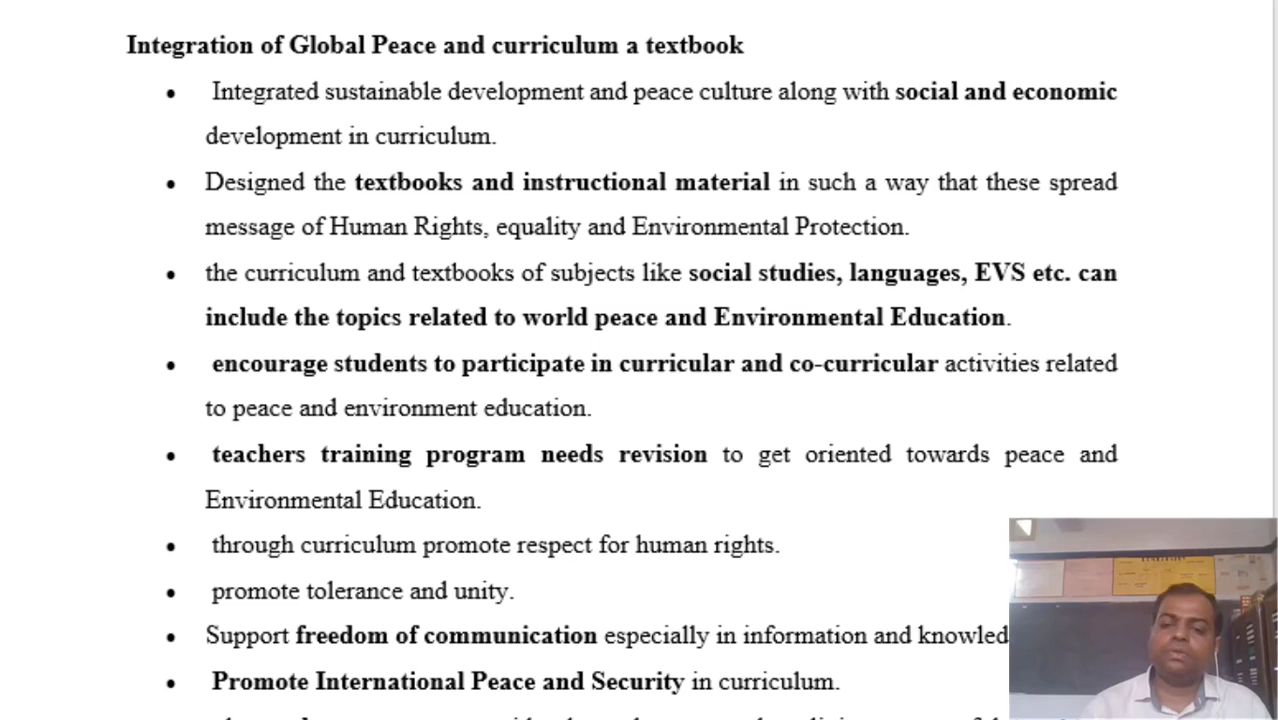 Integration of Global Peace and curriculum a textbook
• Integrated sustainable development and peace culture along with social and economic
development in curriculum.
• Designed the textbooks and instructional material in such a way that these spread
message of Human Rights, equality and Environmental Protection.
• the curriculum and textbooks of subjects like social studies, languages, EVS etc. can
include the topics related to world peace and Environmental Education.
• encourage students to participate in curricular and co-curricular activities related
to peace and environment education.
• teachers training program needs revision to get oriented towards peace and
Environmental Education.
• through curriculum promote respect for human rights.
• promote tolerance and unity.
• Support freedom of communication especially in information and knowled
• Promote International Peace and Security in curriculum.